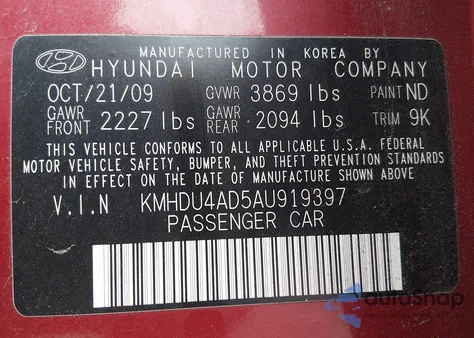 MANUFACTURED IN KOREA BY
HYUNDAI MOTOR COMPANY
OCT/21/09 GVWR 3869 lbs PAINT ND
GAWR FRONT 2227 lbs GAWR REAR 2094 lbs TRIM 9K
THIS VEHICLE CONFORMS TO ALL APPLICABLE U.S.A. FEDERAL
MOTOR VEHICLE SAFETY, BUMPER, AND THEFT PREVENTION STANDARDS
IN EFFECT ON THE DATE OF MANUFACTURE SHOWN ABOVE.
V.I.N KMHDU4AD5AU919397
PASSENGER CAR
autoSnap